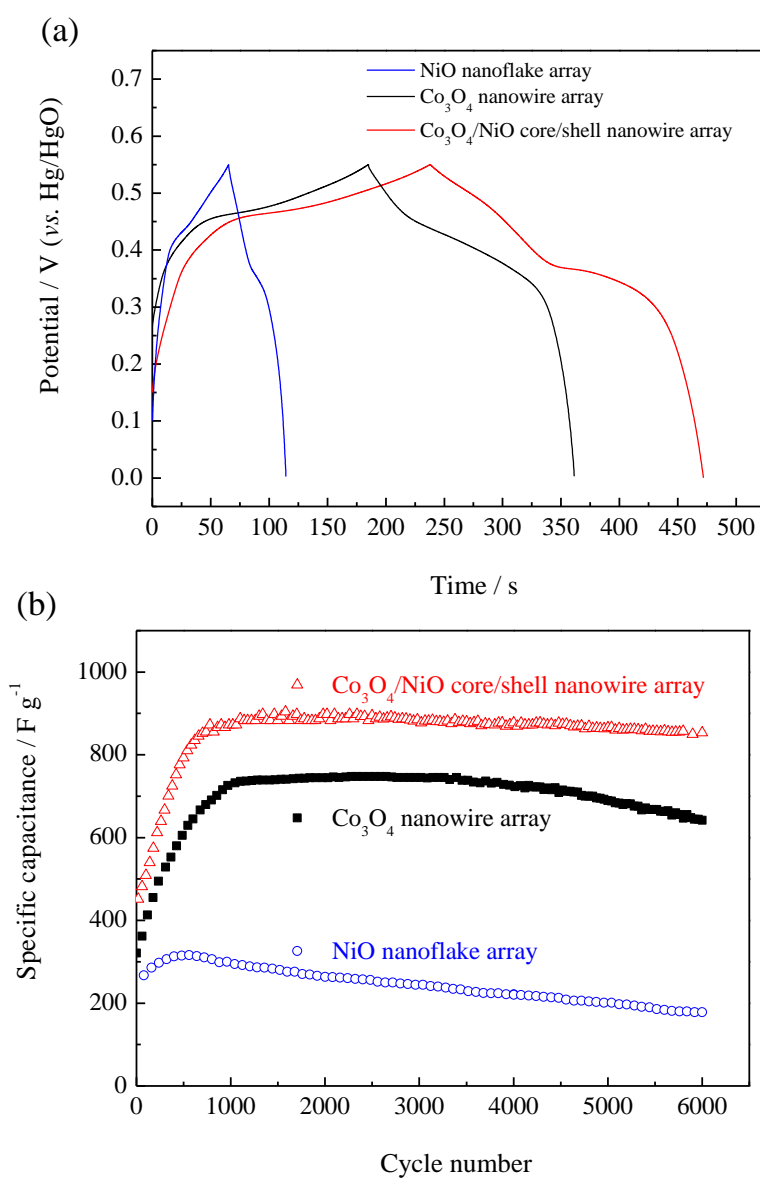 (a)
NiO nanoflake array
Co₃O₄ nanowire array
Co₃O₄/NiO core/shell nanowire array
0.7
0.6
0.5
0.4
0.3
0.2
0.1
0.0
Potential / V (vs. Hg/HgO)
0 50 100 150 200 250 300 350 400 450 500
Time / s
(b)
1000
800
600
400
200
0
Specific capacitance / F g⁻¹
Co₃O₄/NiO core/shell nanowire array
Co₃O₄ nanowire array
NiO nanoflake array
0 1000 2000 3000 4000 5000 6000
Cycle number